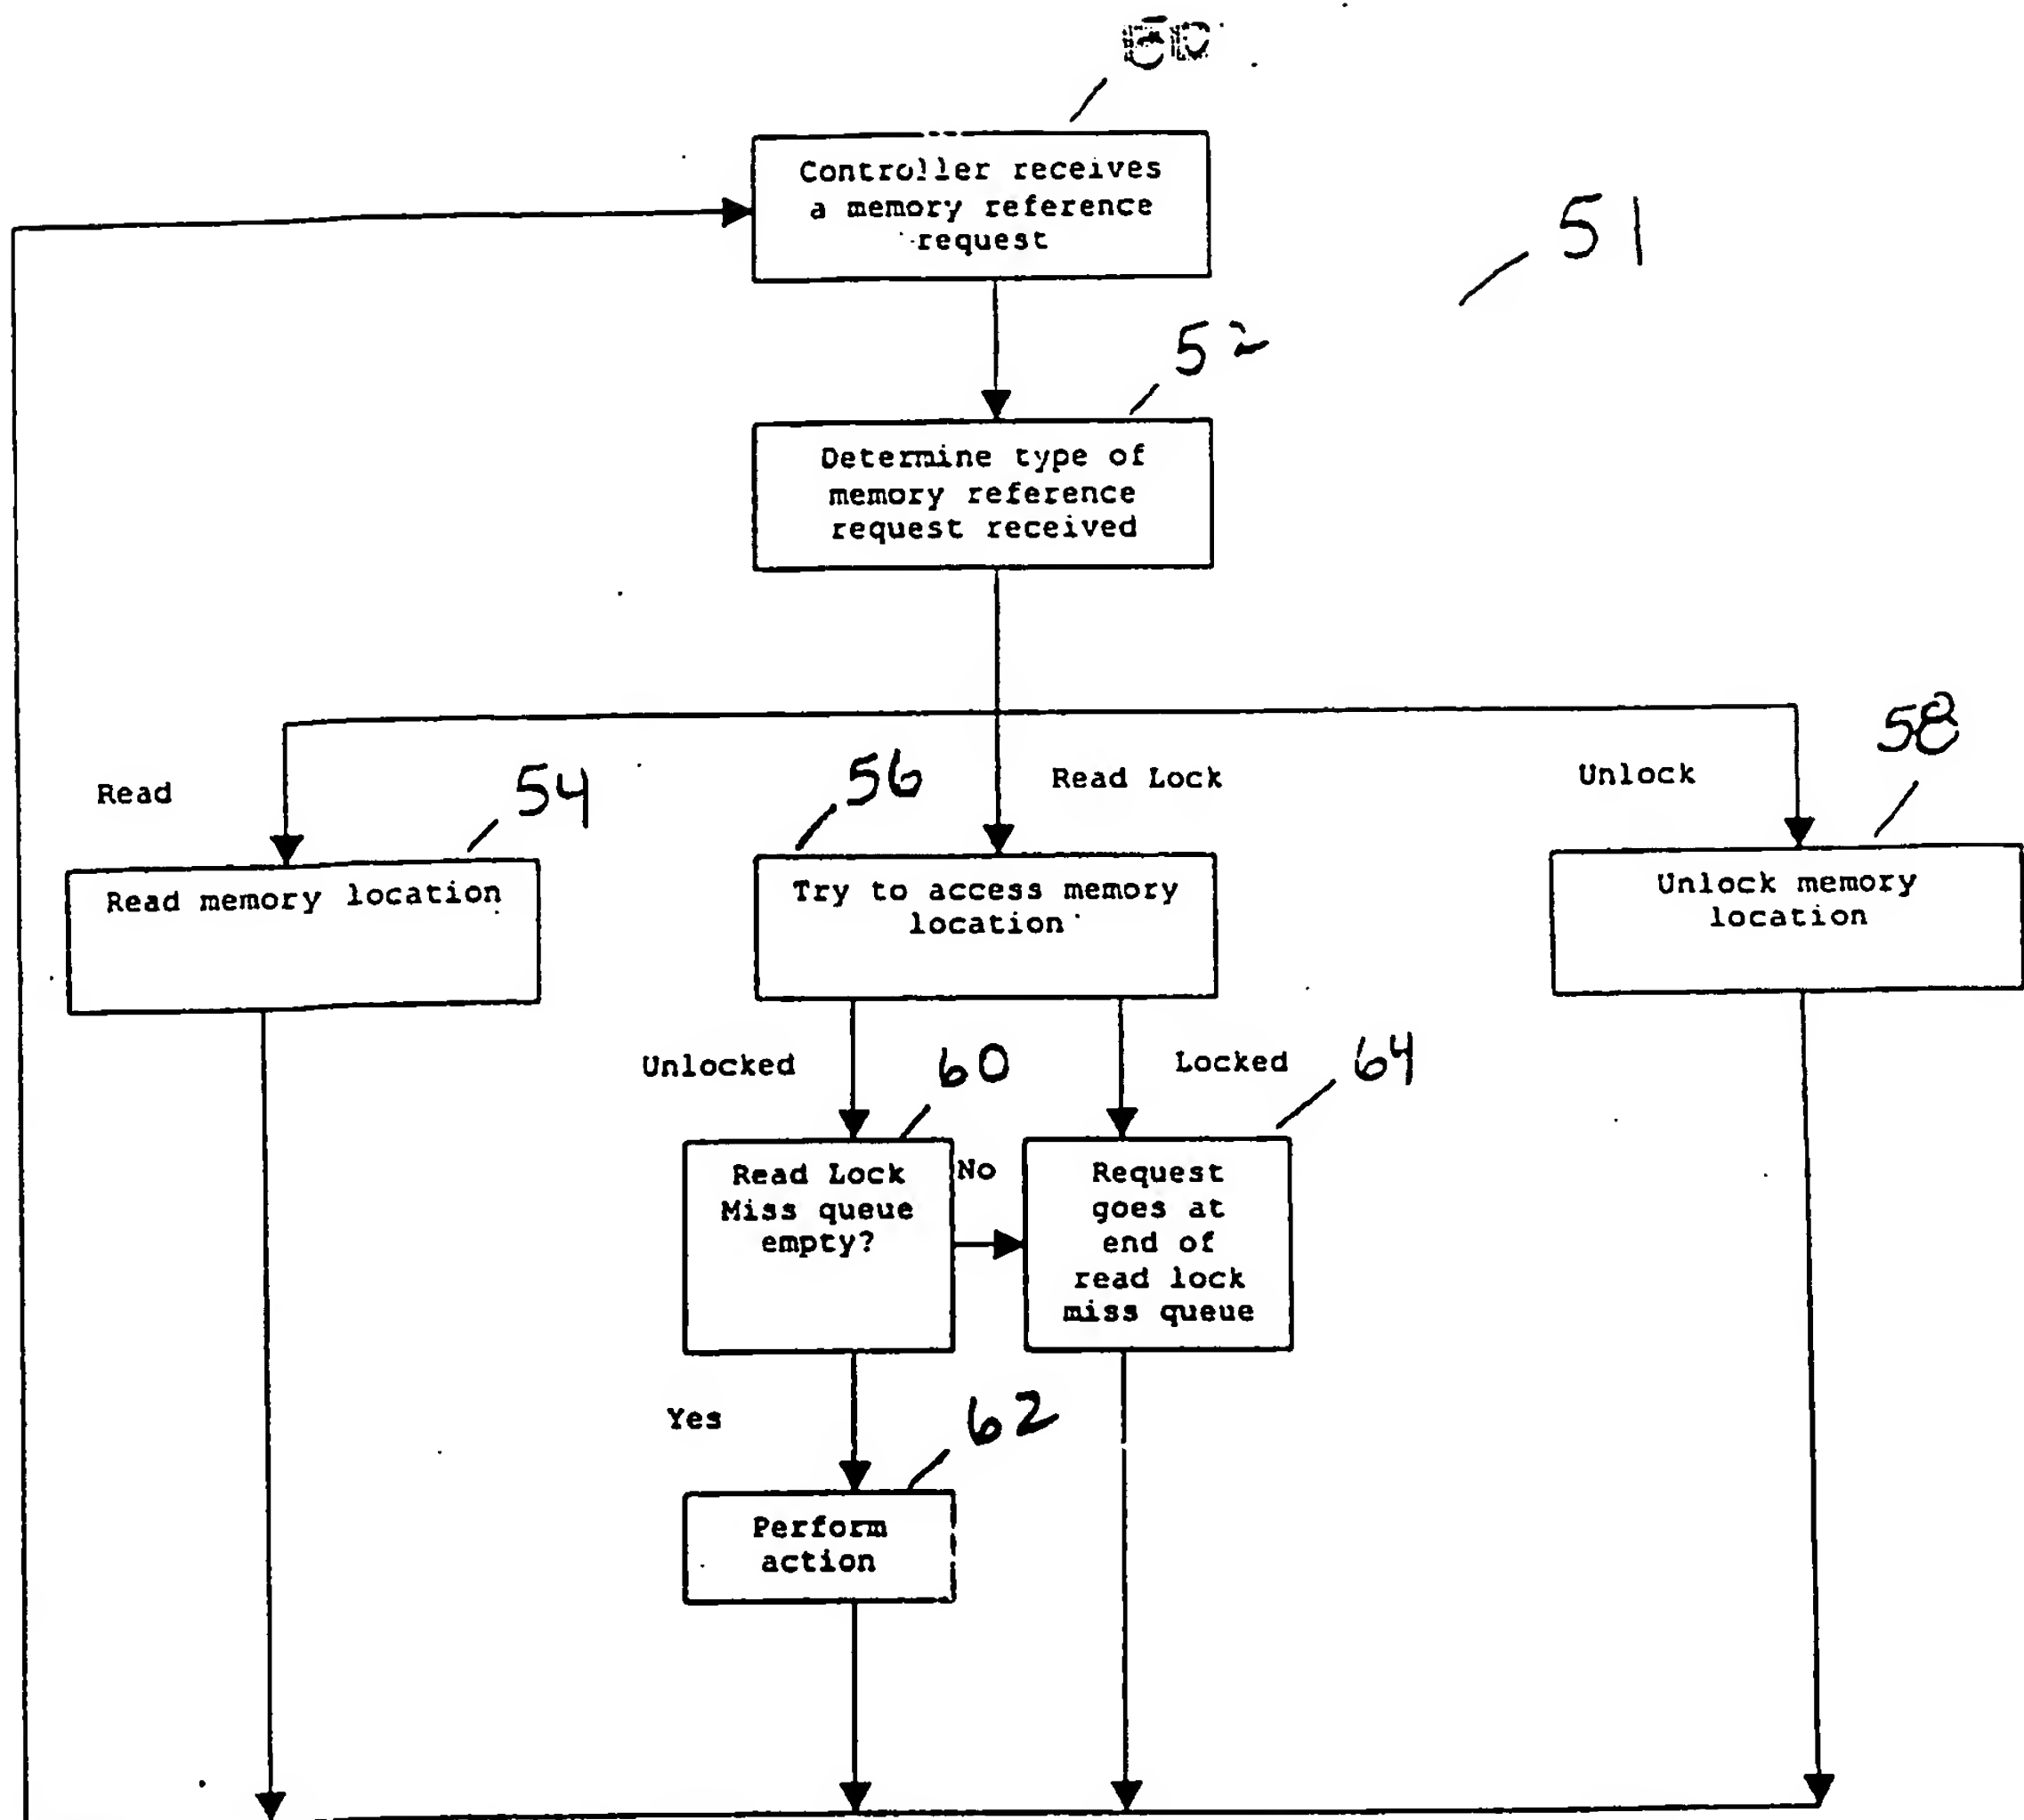 50
Controller receives
a memory reference
request
51
52
Determine type of
memory reference
request received
58
Read
54
56
Read Lock
Unlock
Read memory location
Try to access memory
location
Unlock memory
location
Unlocked
60
Locked
64
Read Lock
Miss queue
empty?
No
Request
goes at
end of
read lock
miss queue
Yes
62
Perform
action